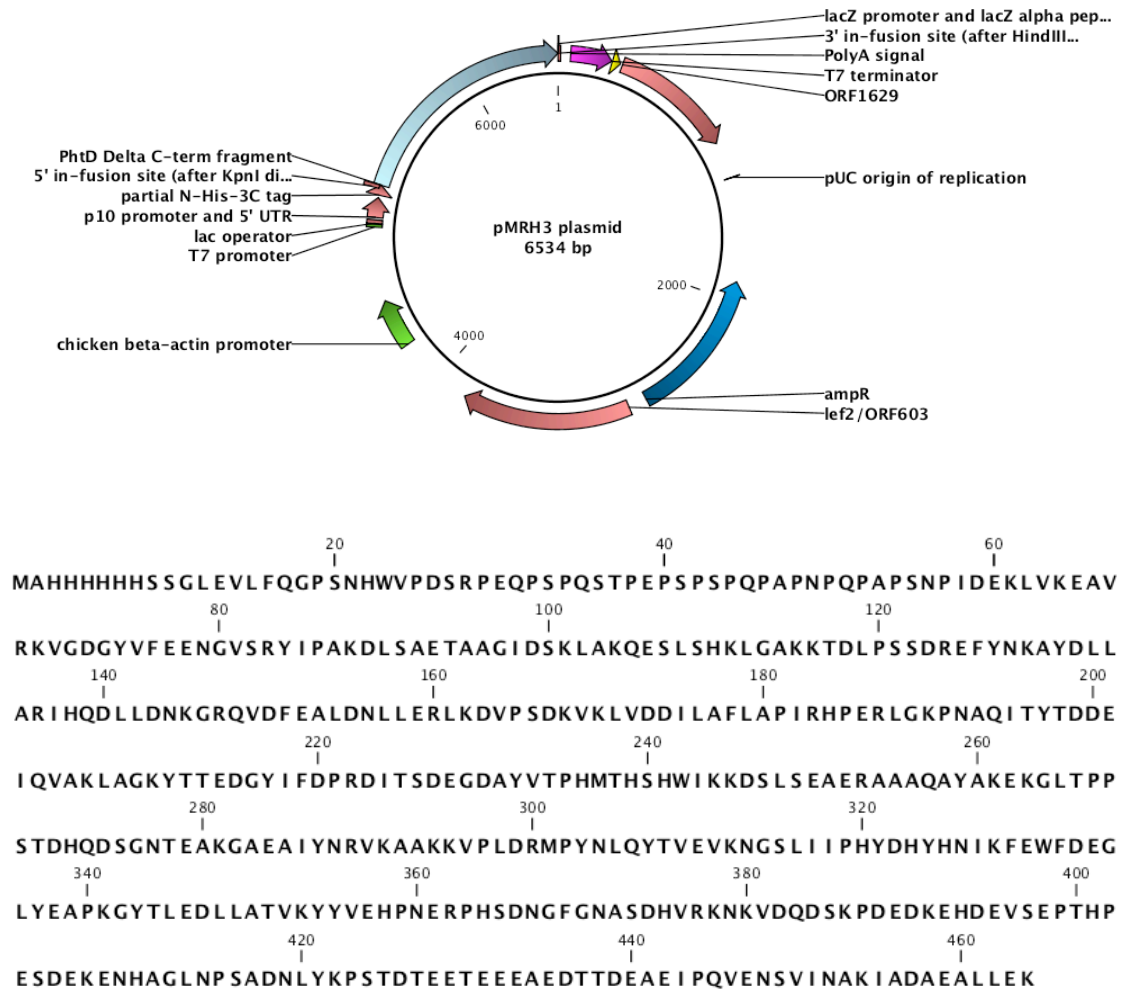 lacZ promoter and lacZ alpha pep...
3' in-fusion site (after HindIII...
PolyA signal
T7 terminator
ORF1629
1
6000
PhtD Delta C-term fragment
5' in-fusion site (after KpnI di...
partial N-His-3C tag
p10 promoter and 5' UTR
lac operator
T7 promoter
pUC origin of replication
pMRH3 plasmid
6534 bp
2000
4000
chicken beta-actin promoter
ampR
lef2/ORF603
20 40 60
MAHHHHHHSSGLEVLFQGPSNHWVPDSRPEQPSPQSTPEPSPSPQPAPNPQPAPSNPIDEKLVKEAV
80 100 120
RKVGDGYVFEENGVSRYIPAKDLSAETAAGIDSKLAKQESLSHKLGAKKTDLPSSDREFYNKAYDLL
140 160 180 200
ARIHQDLLDNKGRQVDFEALDNLLERLKDVPSDKVKLVDDILAFLAPIRHPERLGKPNAQITYTDDE
220 240 260
IQVAKLAGKYTTEDGYIFDPRDITSDEGDAYVTPHMTHSHWIKKDSLSEAERAAAQAYAKEKGLTPP
280 300 320
STDHQDSGNTEAKGAEAIYNRVKAAKKVPLDRMPYNLQYTVEVKNGSLIIPHYDHYHNIKFEWFDEG
340 360 380 400
LYEAPKGYTLEDLLATVKYYVEHPNERPHSDNGFGNASDHVRKNKVDQDSKPDEDKEHDEVSEPTHP
420 440 460
ESDEKENHAGLNPSADNLYKPSTDTEETEEEAEDTTDEAEIPQVENSVINAKIADAEALLEK